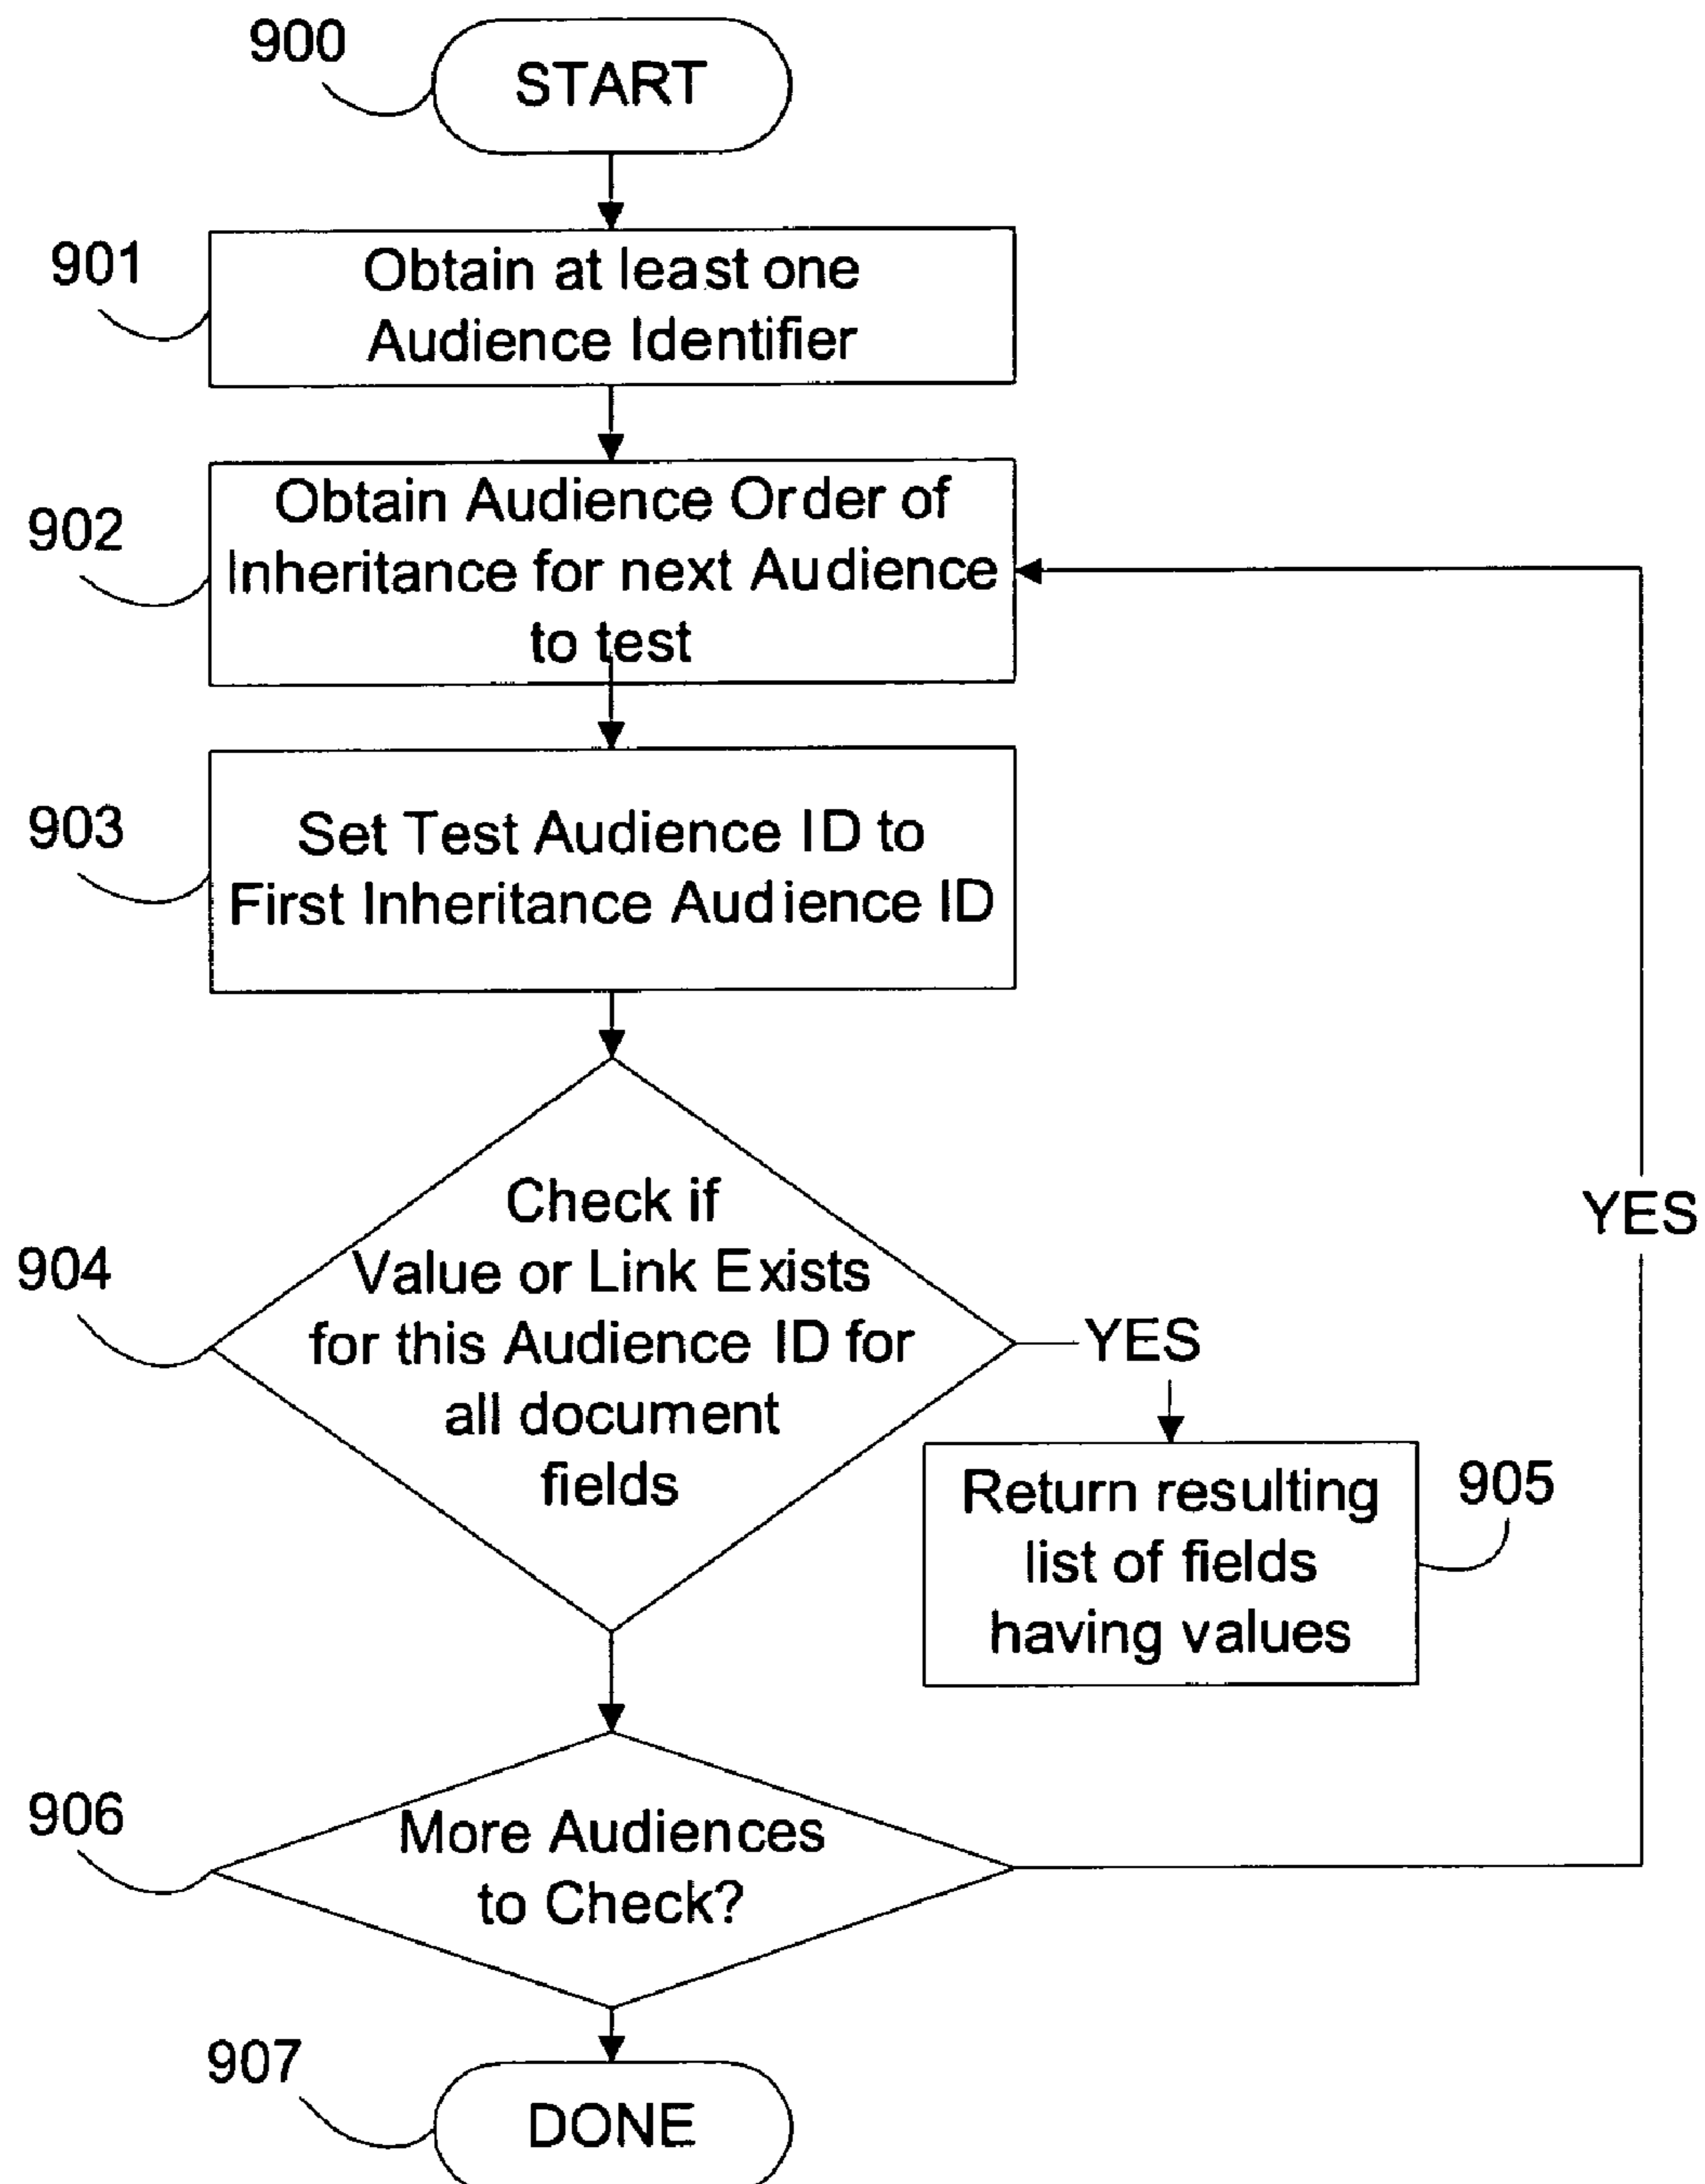 900
START
901
Obtain at least one
Audience Identifier
902
Obtain Audience Order of
Inheritance for next Audience
to test
903
Set Test Audience ID to
First Inheritance Audience ID
904
Check if
Value or Link Exists
for this Audience ID for
all document
fields
YES
YES
905
Return resulting
list of fields
having values
906
More Audiences
to Check?
907
DONE